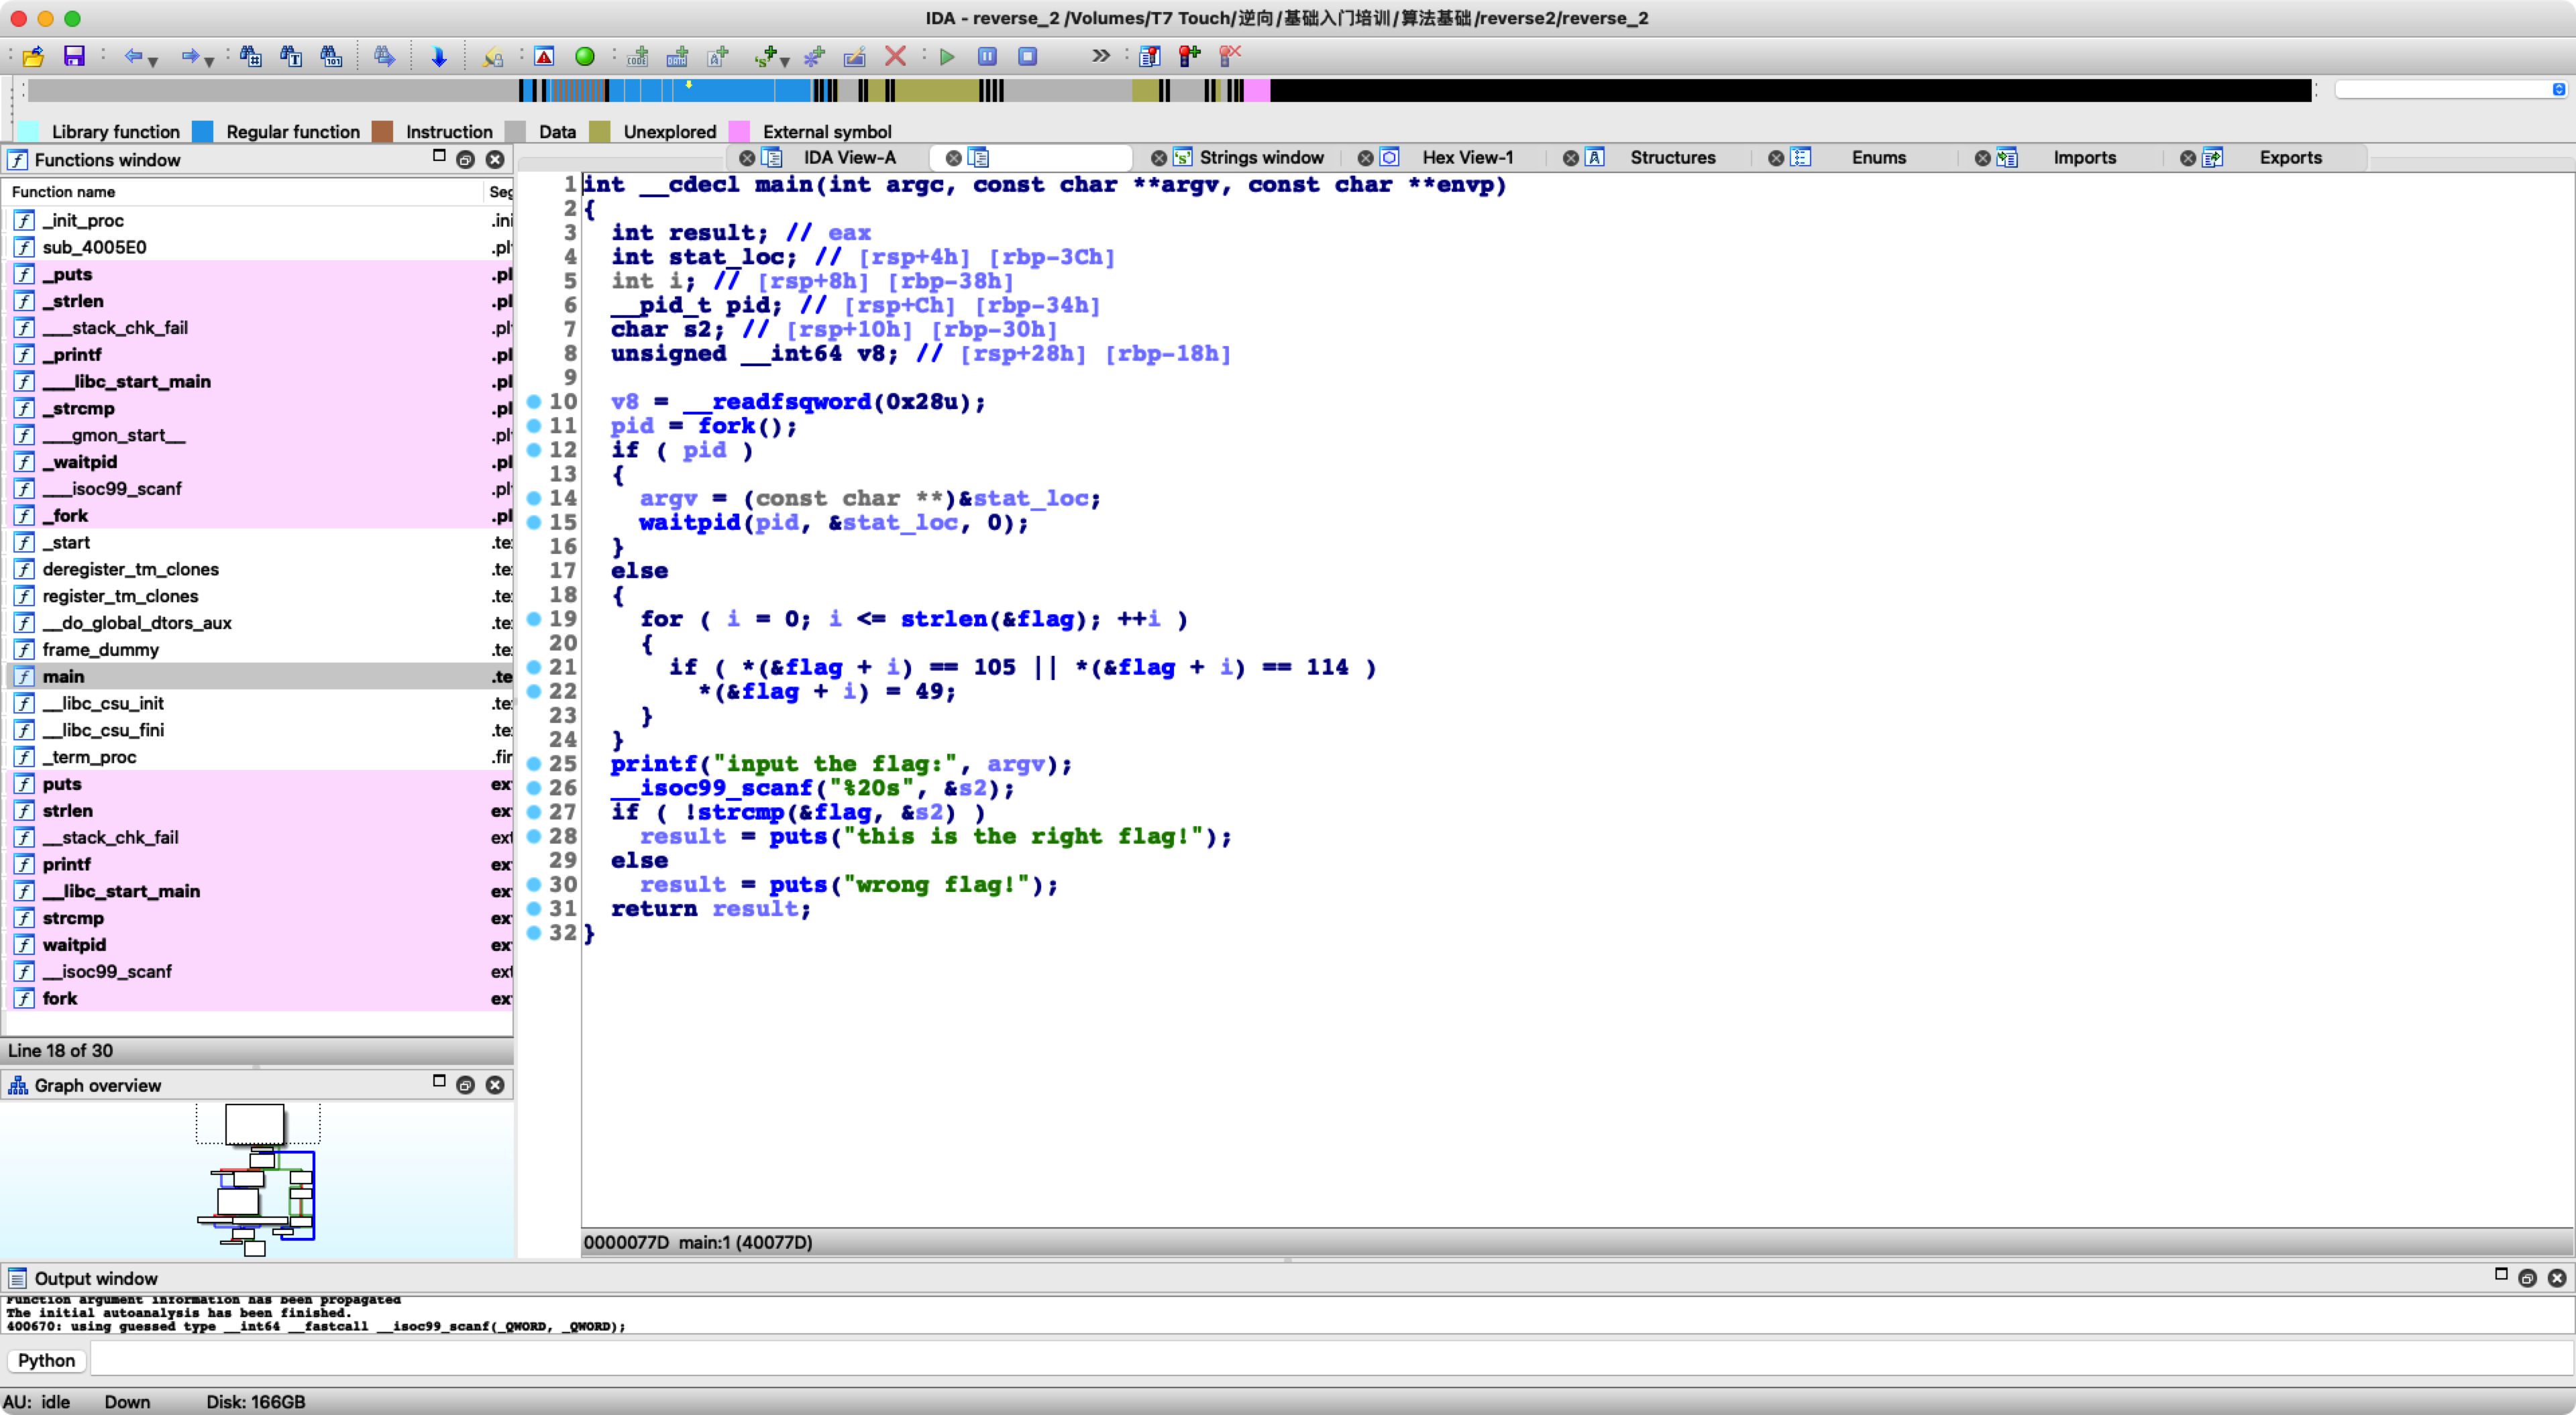 IDA - reverse_2 /Volumes/T7 Touch/逆向/基础入门培训/算法基础/reverse2/reverse_2
Library function Regular function Instruction Data Unexplored External symbol
Functions window
IDA View-A Strings window Hex View-1 Structures Enums Imports Exports
Function name Seg
_init_proc .ini
sub_4005E0 .pl
_puts .pl
_strlen .pl
___stack_chk_fail .pl
_printf .pl
___libc_start_main .pl
_strcmp .pl
___gmon_start__ .pl
_waitpid .pl
___isoc99_scanf .pl
_fork .pl
_start .te
deregister_tm_clones .te
register_tm_clones .te
__do_global_dtors_aux .te
frame_dummy .te
main .te
__libc_csu_init .te
__libc_csu_fini .te
_term_proc .fir
puts ex
strlen ex
__stack_chk_fail ext
printf ex
__libc_start_main ex
strcmp ex
waitpid ex
__isoc99_scanf ext
fork ex
Line 18 of 30
Graph overview
1 int __cdecl main(int argc, const char **argv, const char **envp)
2 {
3 int result; // eax
4 int stat_loc; // [rsp+4h] [rbp-3Ch]
5 int i; // [rsp+8h] [rbp-38h]
6 __pid_t pid; // [rsp+Ch] [rbp-34h]
7 char s2; // [rsp+10h] [rbp-30h]
8 unsigned __int64 v8; // [rsp+28h] [rbp-18h]
9
10 v8 = __readfsqword(0x28u);
11 pid = fork();
12 if ( pid )
13 {
14 argv = (const char **)&stat_loc;
15 waitpid(pid, &stat_loc, 0);
16 }
17 else
18 {
19 for ( i = 0; i <= strlen(&flag); ++i )
20 {
21 if ( *(&flag + i) == 105 || *(&flag + i) == 114 )
22 *(&flag + i) = 49;
23 }
24 }
25 printf("input the flag:", argv);
26 __isoc99_scanf("%20s", &s2);
27 if ( !strcmp(&flag, &s2) )
28 result = puts("this is the right flag!");
29 else
30 result = puts("wrong flag!");
31 return result;
32 }
0000077D main:1 (40077D)
Output window
Function argument information has been propagated
The initial autoanalysis has been finished.
400670: using guessed type __int64 __fastcall __isoc99_scanf(_QWORD, _QWORD);
Python
AU: idle Down Disk: 166GB